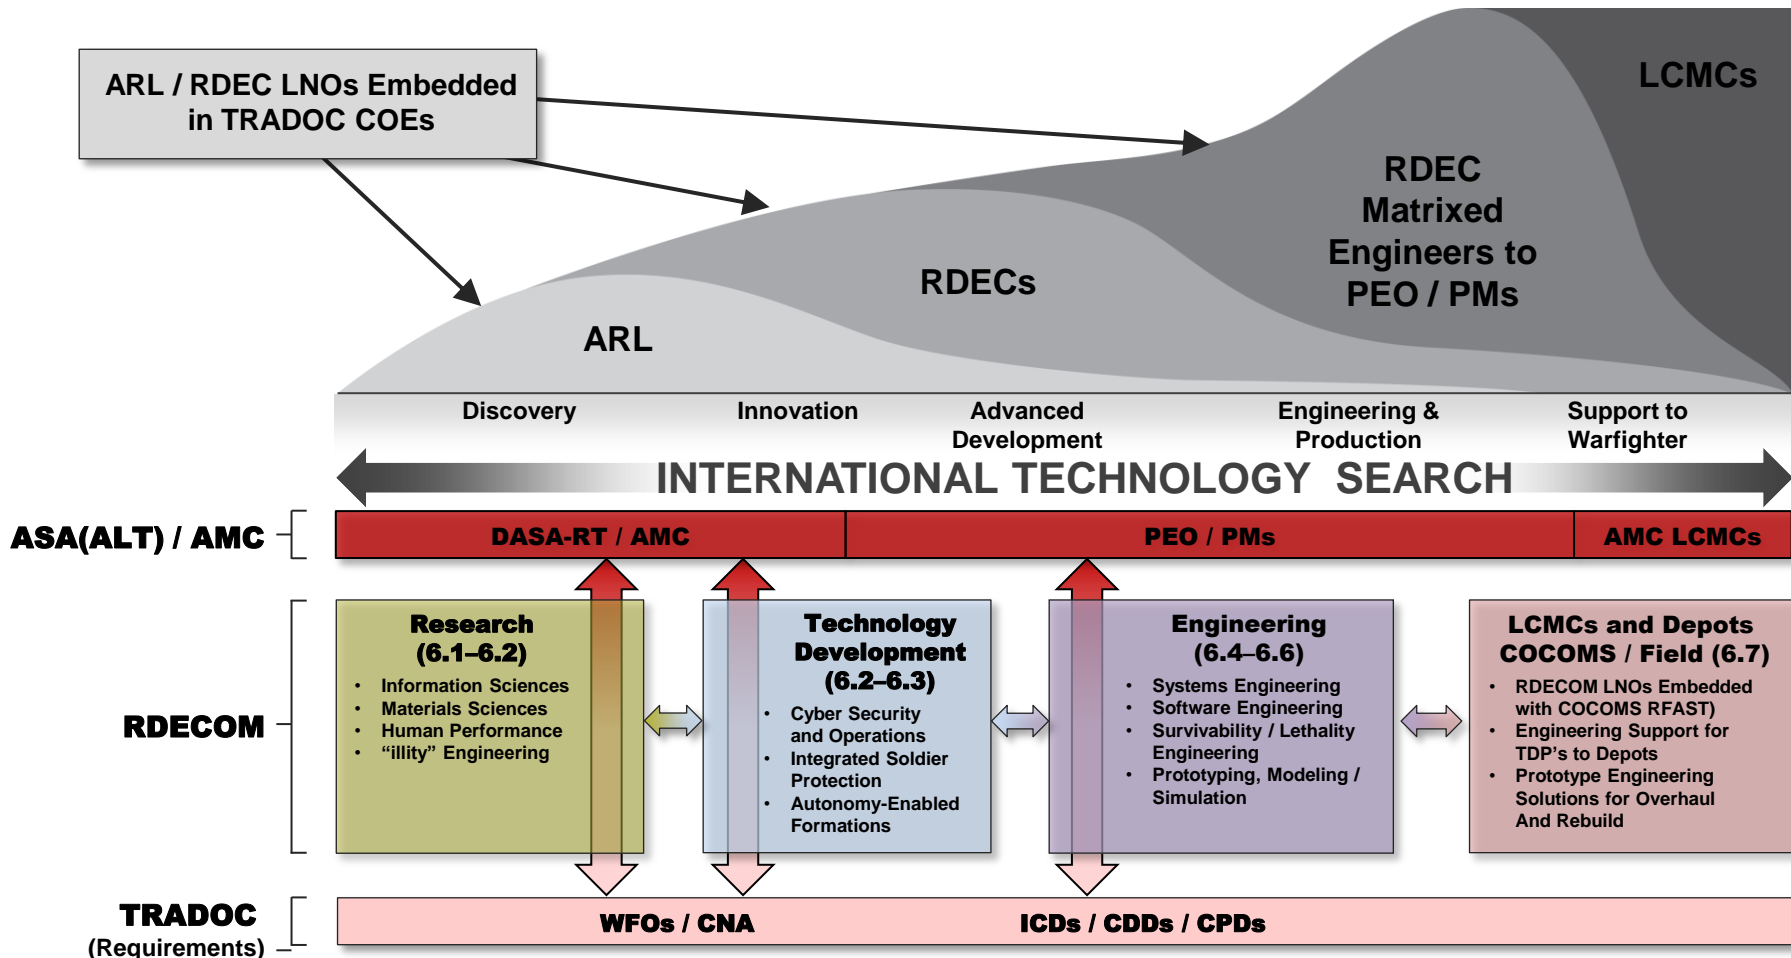 ARL / RDEC LNOs Embedded
in TRADOC COEs
LCMCs
RDEC
Matrixed
Engineers to
PEO / PMs
RDECs
ARL
Discovery
Innovation
Advanced
Development
Engineering &
Production
Support to
Warfighter
INTERNATIONAL TECHNOLOGY SEARCH
ASA(ALT) / AMC
DASA-RT / AMC
PEO / PMs
AMC LCMCs
RDECOM
Research
(6.1–6.2)
• Information Sciences
• Materials Sciences
• Human Performance
• “illity” Engineering
Technology
Development
(6.2–6.3)
• Cyber Security
and Operations
• Integrated Soldier
Protection
• Autonomy-Enabled
Formations
Engineering
(6.4–6.6)
• Systems Engineering
• Software Engineering
• Survivability / Lethality
Engineering
• Prototyping, Modeling /
Simulation
LCMCs and Depots
COCOMS / Field (6.7)
• RDECOM LNOs Embedded
with COCOMS RFAST)
• Engineering Support for
TDP’s to Depots
• Prototype Engineering
Solutions for Overhaul
And Rebuild
TRADOC
(Requirements)
WFOs / CNA
ICDs / CDDs / CPDs